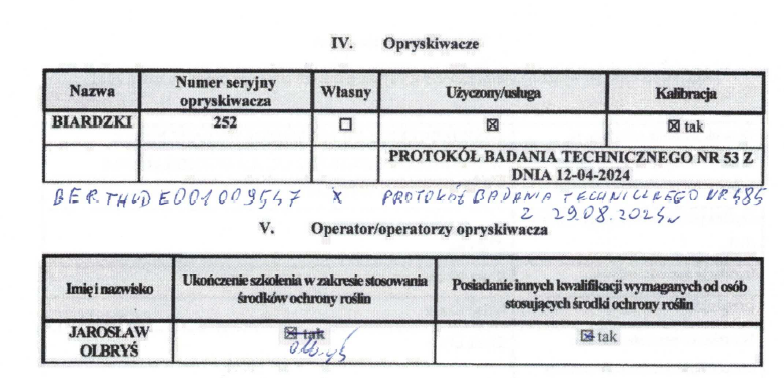 IV. Opryskiwacze
Nazwa Numer seryjny opryskiwacza Własny Użyczony/usługa Kalibracja
BIARDZKI 252 ☐ ☒ ☒ tak
PROTOKÓŁ BADANIA TECHNICZNEGO NR 53 Z
DNIA 12-04-2024
BERTHUD E001009547 X PROTOKÓŁ BADANIA TECHNICZNEGO NR 485
Z 29.08.2024
V. Operator/operatorzy opryskiwacza
Imię i nazwisko Ukończenie szkolenia w zakresie stosowania środków ochrony roślin Posiadanie innych kwalifikacji wymaganych od osób stosujących środki ochrony roślin
JAROSŁAW OLBRYŚ ☒ tak ☒ tak
Olbryś